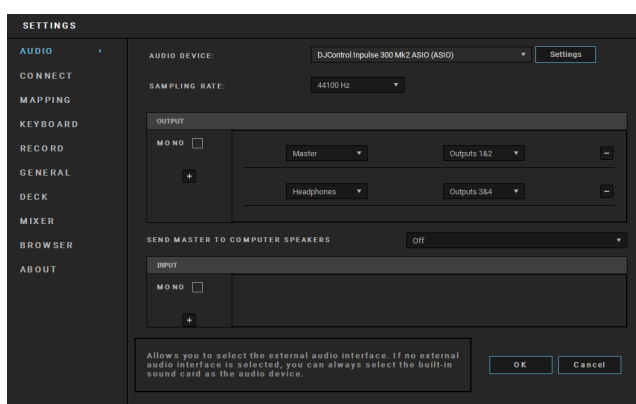 SETTINGS
AUDIO
CONNECT
MAPPING
KEYBOARD
RECORD
GENERAL
DECK
MIXER
BROWSER
ABOUT
AUDIO DEVICE: DJControl Inpulse 300 Mk2 ASIO (ASIO) Settings
SAMPLING RATE: 44100 Hz
OUTPUT
MONO
Master Outputs 1&2 −
+
Headphones Outputs 3&4 −
SEND MASTER TO COMPUTER SPEAKERS Off
INPUT
MONO
+
Allows you to select the external audio interface. If no external
audio interface is selected, you can always select the built-in
sound card as the audio device.
OK Cancel